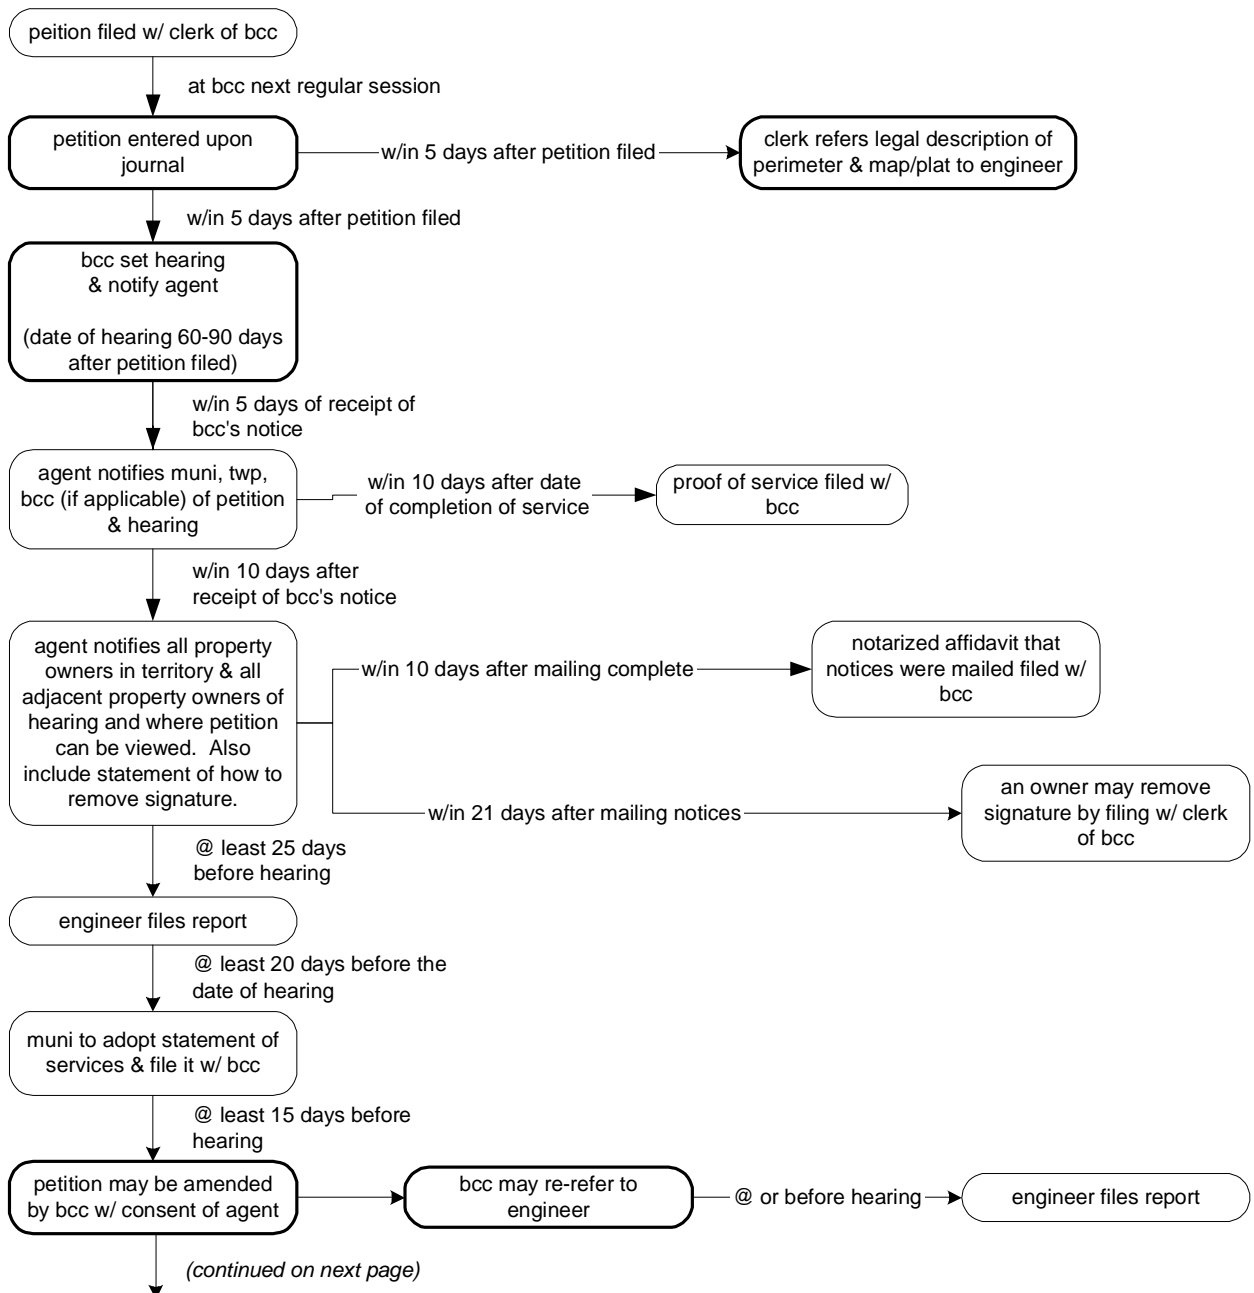 peition filed w/ clerk of bcc
at bcc next regular session
petition entered upon
journal
w/in 5 days after petition filed
clerk refers legal description of
perimeter & map/plat to engineer
w/in 5 days after petition filed
bcc set hearing
& notify agent
(date of hearing 60-90 days
after petition filed)
w/in 5 days of receipt of
bcc's notice
agent notifies muni, twp,
bcc (if applicable) of petition
& hearing
w/in 10 days after date
of completion of service
proof of service filed w/
bcc
w/in 10 days after
receipt of bcc's notice
agent notifies all property
owners in territory & all
adjacent property owners of
hearing and where petition
can be viewed.  Also
include statement of how to
remove signature.
w/in 10 days after mailing complete
notarized affidavit that
notices were mailed filed w/
bcc
w/in 21 days after mailing notices
an owner may remove
signature by filing w/ clerk
of bcc
@ least 25 days
before hearing
engineer files report
@ least 20 days before the
date of hearing
muni to adopt statement of
services & file it w/ bcc
@ least 15 days before
hearing
petition may be amended
by bcc w/ consent of agent
bcc may re-refer to
engineer
@ or before hearing
engineer files report
(continued on next page)